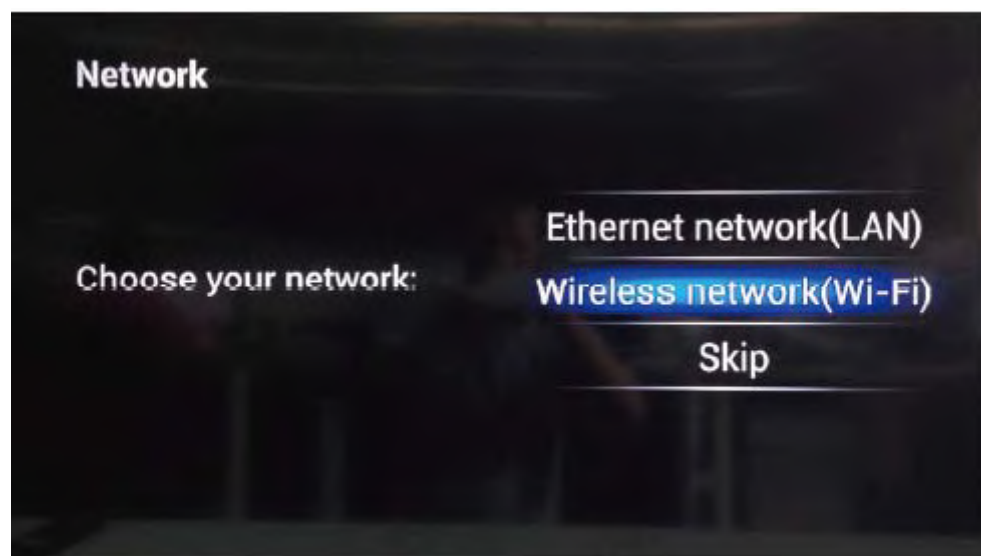 Network
Ethernet network(LAN)
Choose your network:
Wireless network(Wi-Fi)
Skip